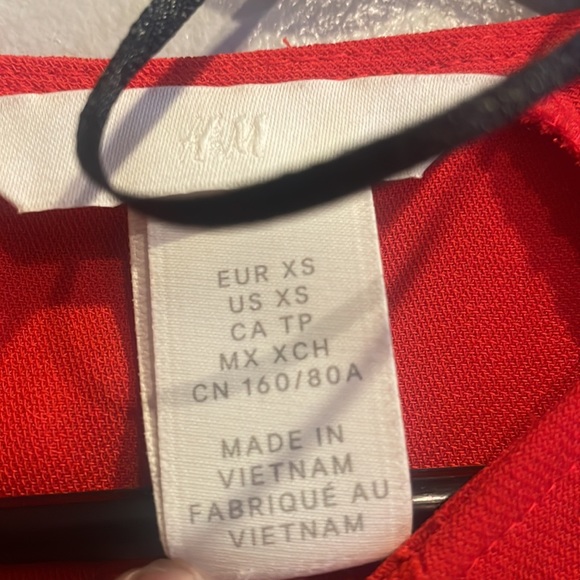 H&M
EUR XS
US XS
CA TP
MX XCH
CN 160/80A
MADE IN
VIETNAM
FABRIQUÉ AU
VIETNAM